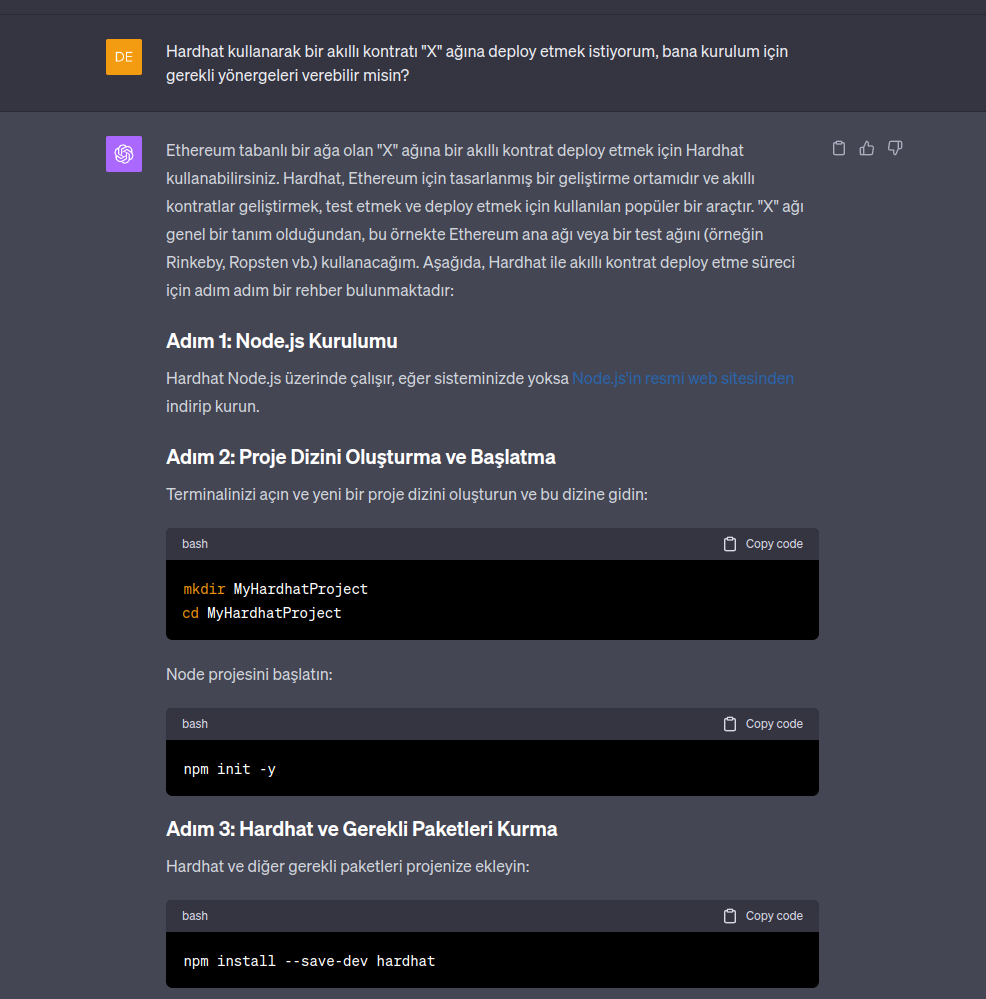 DE
Hardhat kullanarak bir akıllı kontratı "X" ağına deploy etmek istiyorum, bana kurulum için
gerekli yönergeleri verebilir misin?
Ethereum tabanlı bir ağa olan "X" ağına bir akıllı kontrat deploy etmek için Hardhat
kullanabilirsiniz. Hardhat, Ethereum için tasarlanmış bir geliştirme ortamıdır ve akıllı
kontratlar geliştirmek, test etmek ve deploy etmek için kullanılan popüler bir araçtır. "X" ağı
genel bir tanım olduğundan, bu örnekte Ethereum ana ağı veya bir test ağını (örneğin
Rinkeby, Ropsten vb.) kullanacağım. Aşağıda, Hardhat ile akıllı kontrat deploy etme süreci
için adım adım bir rehber bulunmaktadır:
Adım 1: Node.js Kurulumu
Hardhat Node.js üzerinde çalışır, eğer sisteminizde yoksa Node.js'in resmi web sitesinden
indirip kurun.
Adım 2: Proje Dizini Oluşturma ve Başlatma
Terminalinizi açın ve yeni bir proje dizini oluşturun ve bu dizine gidin:
bash Copy code
mkdir MyHardhatProject
cd MyHardhatProject
Node projesini başlatın:
bash Copy code
npm init -y
Adım 3: Hardhat ve Gerekli Paketleri Kurma
Hardhat ve diğer gerekli paketleri projenize ekleyin:
bash Copy code
npm install --save-dev hardhat